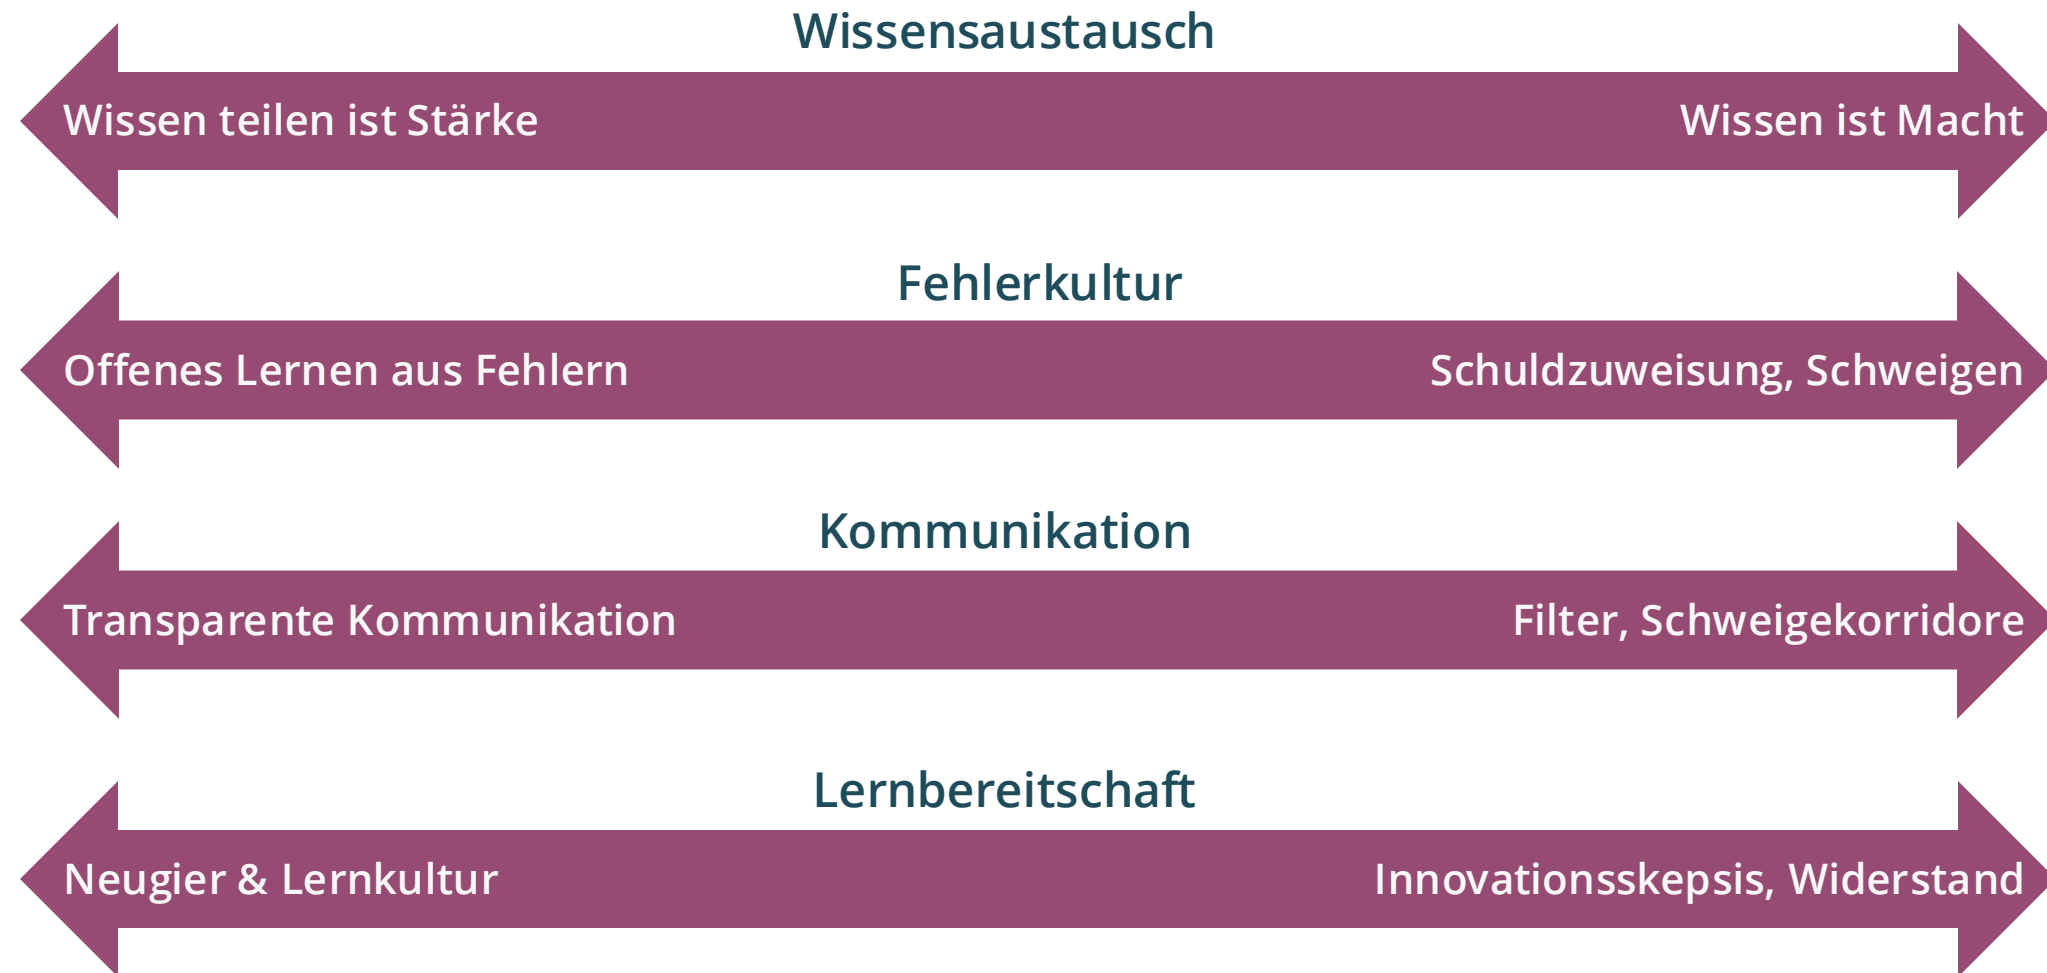 Wissensaustausch
Wissen teilen ist Stärke
Wissen ist Macht
Fehlerkultur
Offenes Lernen aus Fehlern
Schuldzuweisung, Schweigen
Kommunikation
Transparente Kommunikation
Filter, Schweigekorridore
Lernbereitschaft
Neugier & Lernkultur
Innovationsskepsis, Widerstand